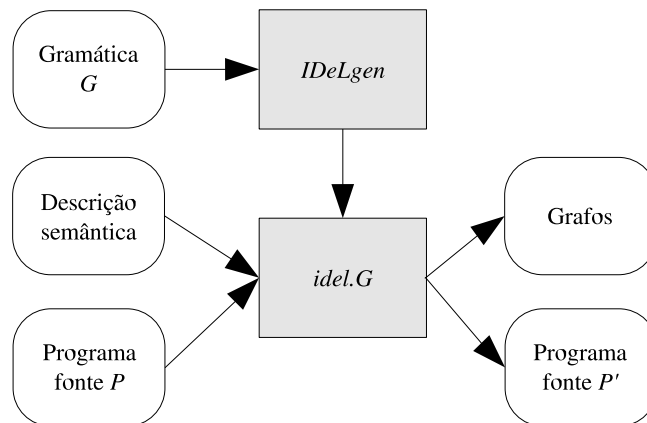 Gramática
G
IDeLgen
Descrição
semântica
idel.G
Grafos
Programa
fonte P
Programa
fonte P'